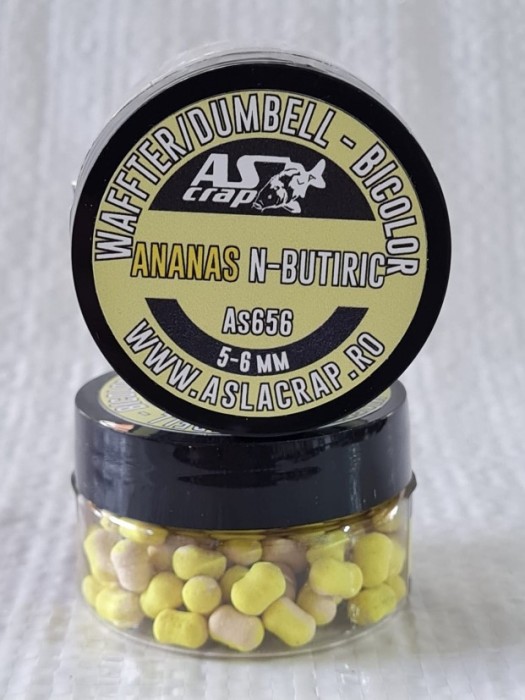 WAFFTER/DUMBELL - BICOLOR
AS
crap
ANANAS N-BUTIRIC
As656
5-6 MM
WWW.ASLACRAP.RO